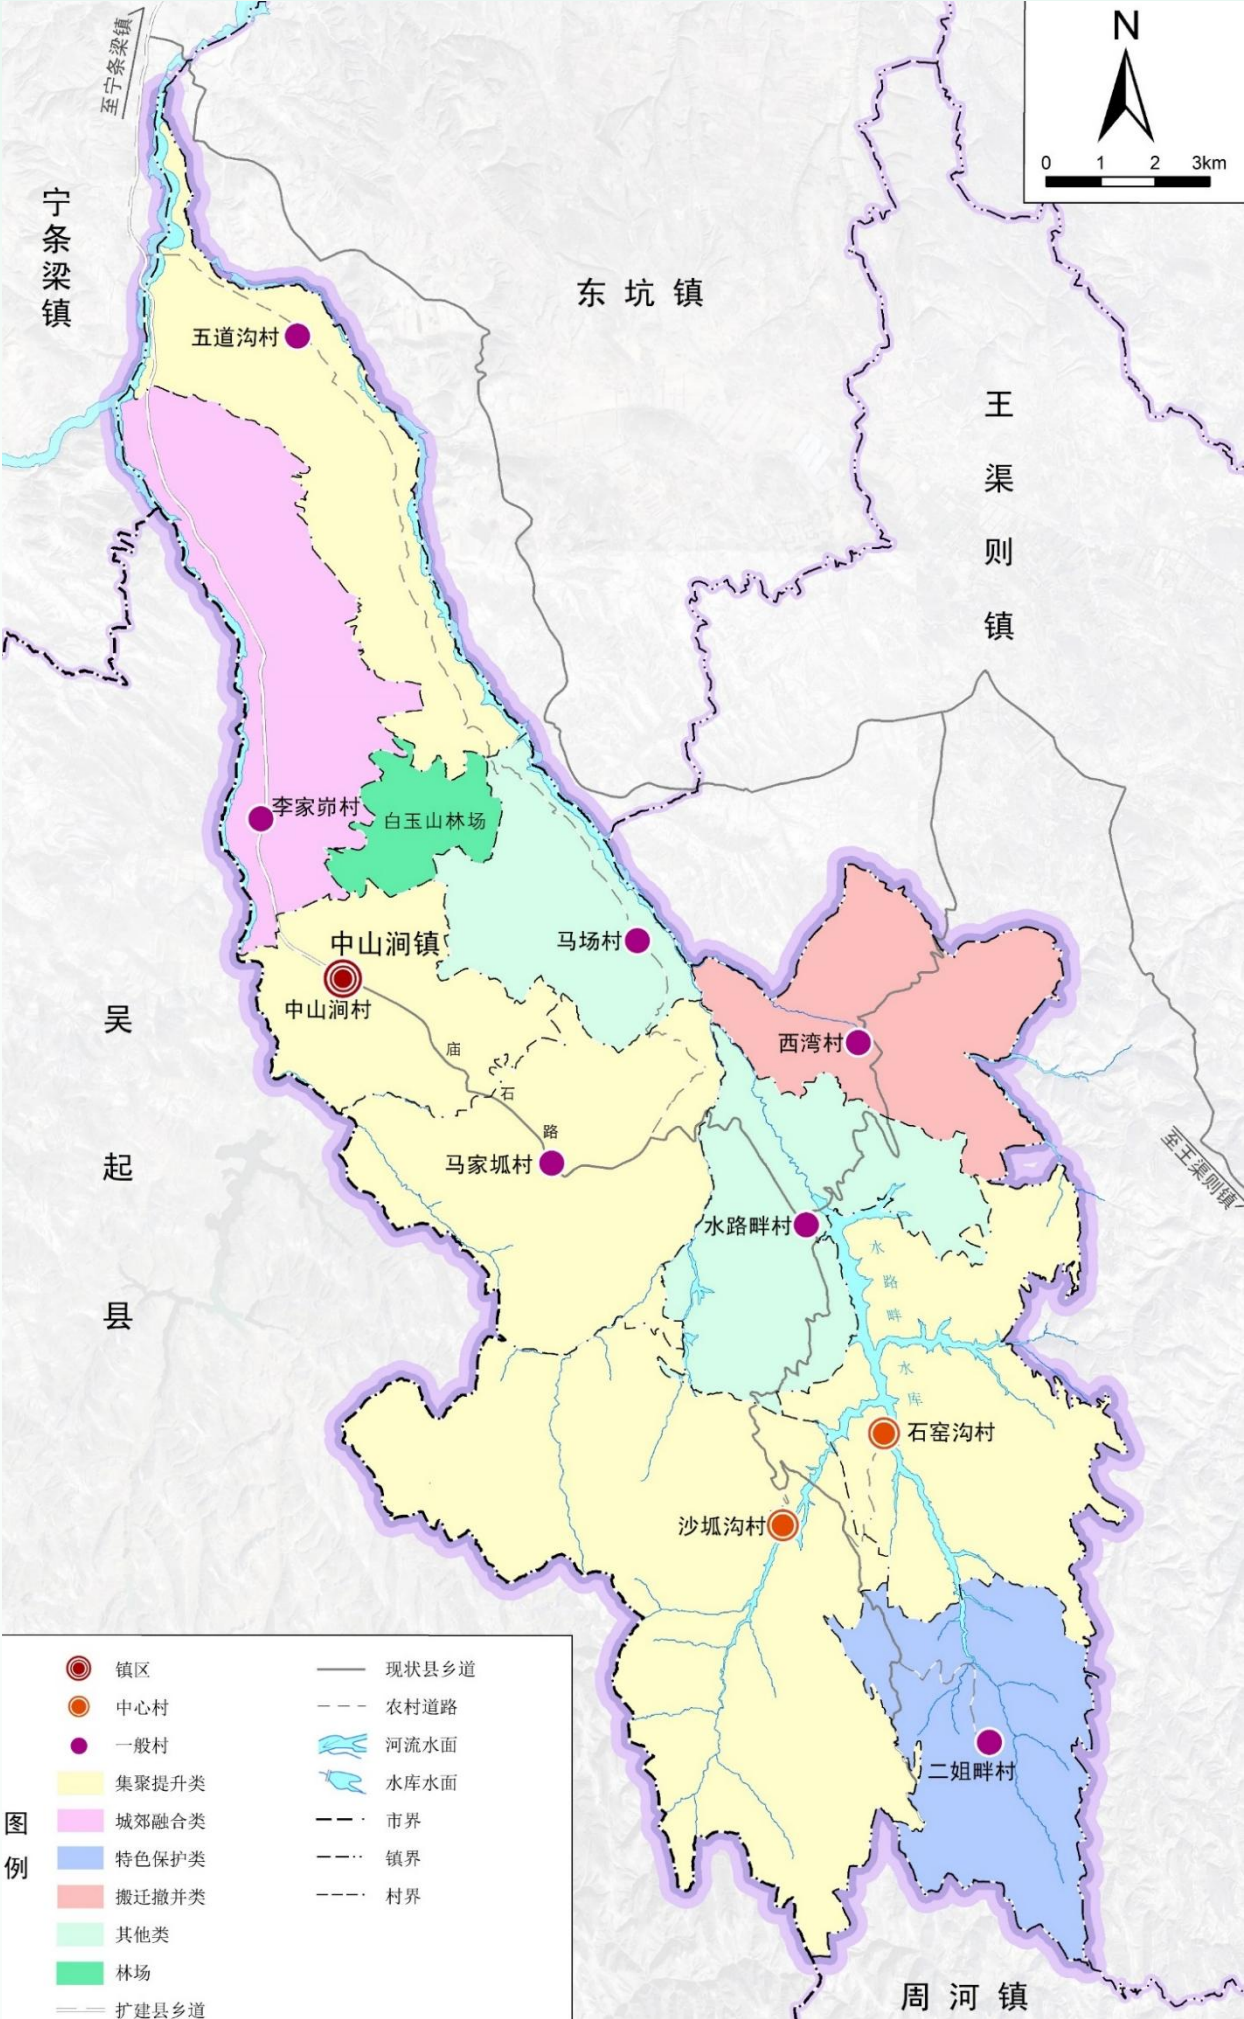 至宁条梁镇
N
0 1 2 3km
宁条梁镇
东坑镇
五道沟村
王渠则镇
李家峁村
白玉山林场
中山涧镇
马场村
中山涧村
吴起县
西湾村
庙石路
马家坬村
至王渠则镇
水路畔村
水路畔水库
石窑沟村
沙坬沟村
二姐畔村
周河镇
图例
镇区
中心村
一般村
集聚提升类
城郊融合类
特色保护类
搬迁撤并类
其他类
林场
扩建县乡道
现状县乡道
农村道路
河流水面
水库水面
市界
镇界
村界